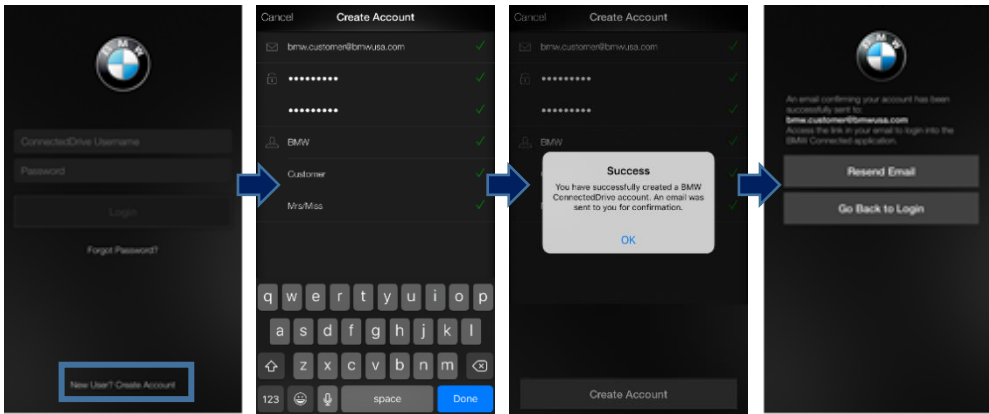 BMW
ConnectedDrive Username
Password
Login
Forgot Password?
New User? Create Account
Cancel Create Account
bmw.customer@bmwusa.com
•••••••••
•••••••••
BMW
Customer
Mrs/Miss
q w e r t y u i o p
a s d f g h j k l
z x c v b n m
123 space Done
Cancel Create Account
bmw.customer@bmwusa.com
•••••••••
•••••••••
BMW
Success
You have successfully created a BMW
ConnectedDrive account. An email was
sent to you for confirmation.
OK
Create Account
BMW
An email confirming your account has been
successfully sent to:
bmw.customer@bmwusa.com
Access the link in your email to login into the
BMW Connected application.
Resend Email
Go Back to Login